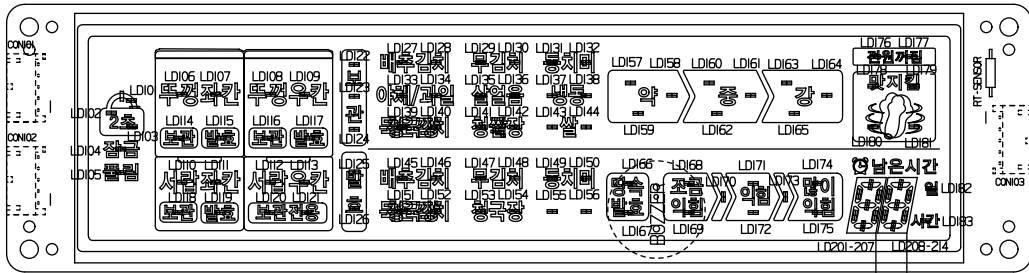 CON101
CON102
CON103
RT-SENSOR
LD122 LD127 LD128 LD129 LD130 LD131 LD132
배추김치 무김치 동치미
LD176 LD177
전원꺼짐
LD106 LD107 LD108 LD109
뚜껑좌칸 뚜껑우칸
LD123 LD133 LD134 LD135 LD136 LD137 LD138
야채/과일 살얼음 냉동
LD157 LD158 LD160 LD161 LD163 LD164
약 중 강
LD178 LD179
맛지킴
LD101
LD102
2초
LD103
LD114 LD115 LD116 LD117
보관 발효 보관 발효
보관
LD124 LD139 LD140 LD141 LD142 LD143 LD144
쌀
LD159 LD162 LD165
LD180 LD181
LD104
잠금
LD105
풀림
LD110 LD111 LD112 LD113
서랍좌칸 서랍우칸
LD118 LD119 LD120 LD121
보관 발효 보관전용
LD125 LD145 LD146 LD147 LD148 LD149 LD150
발효
배추김치 무김치 동치미
LD126 LD151 LD152 LD153 LD154 LD155 LD156
청국장
LD166 LD168 LD170 LD171 LD173 LD174
땅속 조금 익힘 많이
발효 익힘 익힘
LD167 LD169 LD172 LD175
BUZZER
남은시간
일 LD182
시간 LD183
LD201-207 LD208-214